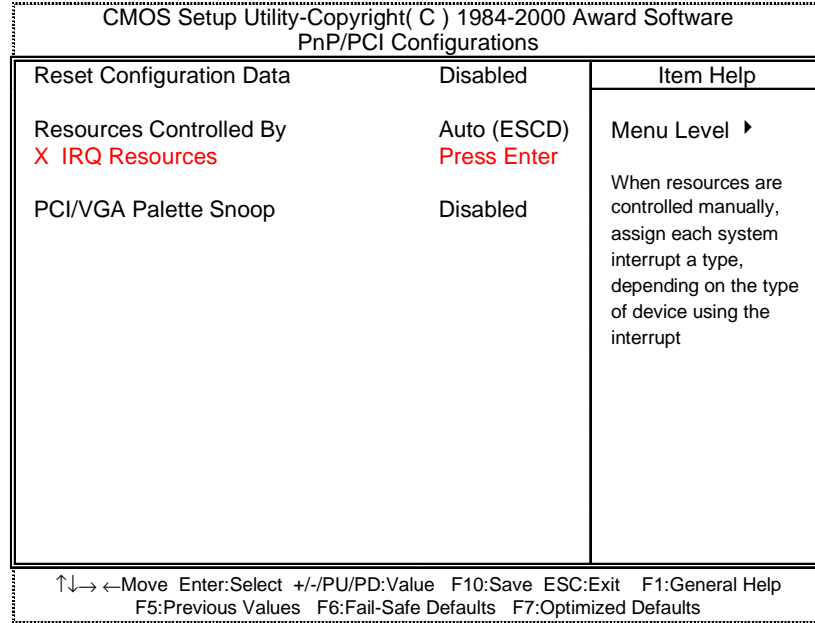 CMOS Setup Utility-Copyright( C ) 1984-2000 Award Software
PnP/PCI Configurations
Reset Configuration Data Disabled
Resources Controlled By Auto (ESCD)
X IRQ Resources Press Enter
PCI/VGA Palette Snoop Disabled
Item Help
Menu Level
When resources are
controlled manually,
assign each system
interrupt a type,
depending on the type
of device using the
interrupt
↑↓→ ←Move Enter:Select +/-/PU/PD:Value F10:Save ESC:Exit F1:General Help
F5:Previous Values F6:Fail-Safe Defaults F7:Optimized Defaults